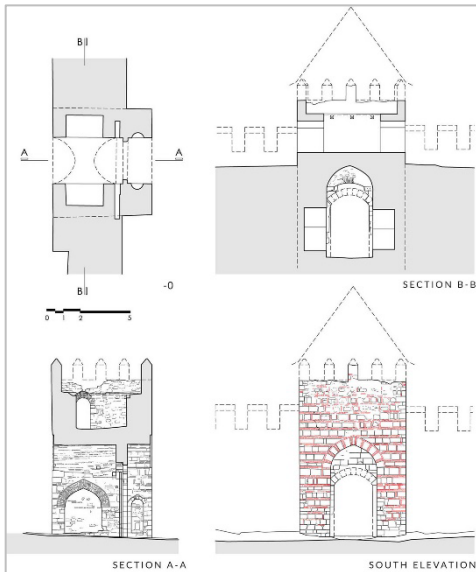 B
A A
B
-0
0 1 2 5
SECTION B-B
SECTION A-A
SOUTH ELEVATION